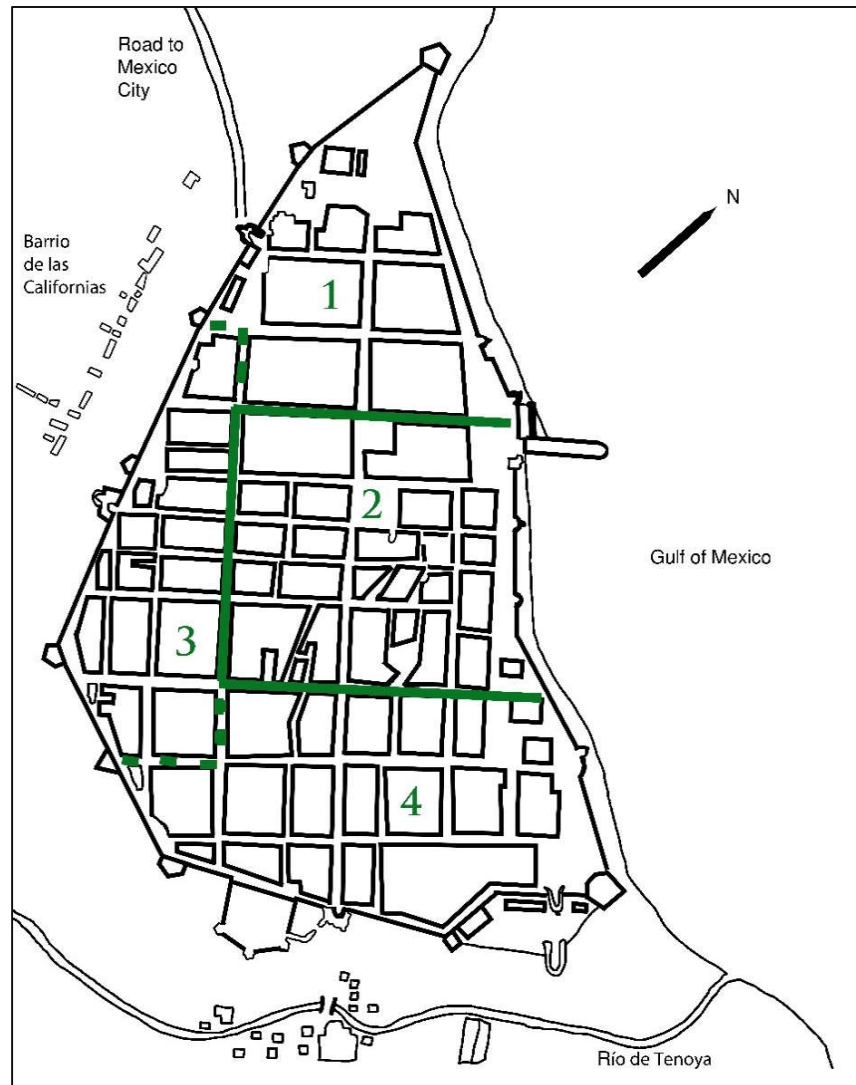 Road to
Mexico
City
N
Barrio
de las
Californias
1
2
Gulf of Mexico
3
4
Río de Tenoya